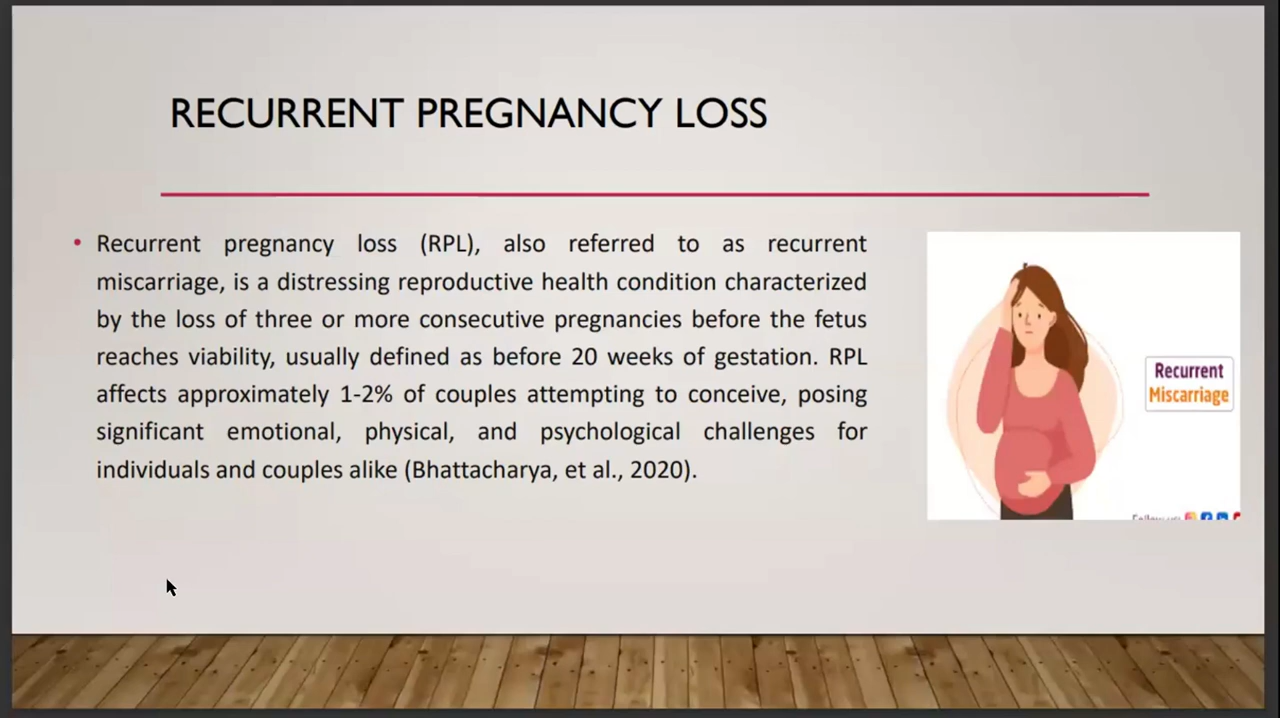 RECURRENT PREGNANCY LOSS
• Recurrent pregnancy loss (RPL), also referred to as recurrent
miscarriage, is a distressing reproductive health condition characterized
by the loss of three or more consecutive pregnancies before the fetus
reaches viability, usually defined as before 20 weeks of gestation. RPL
affects approximately 1-2% of couples attempting to conceive, posing
significant emotional, physical, and psychological challenges for
individuals and couples alike (Bhattacharya, et al., 2020).
Recurrent
Miscarriage